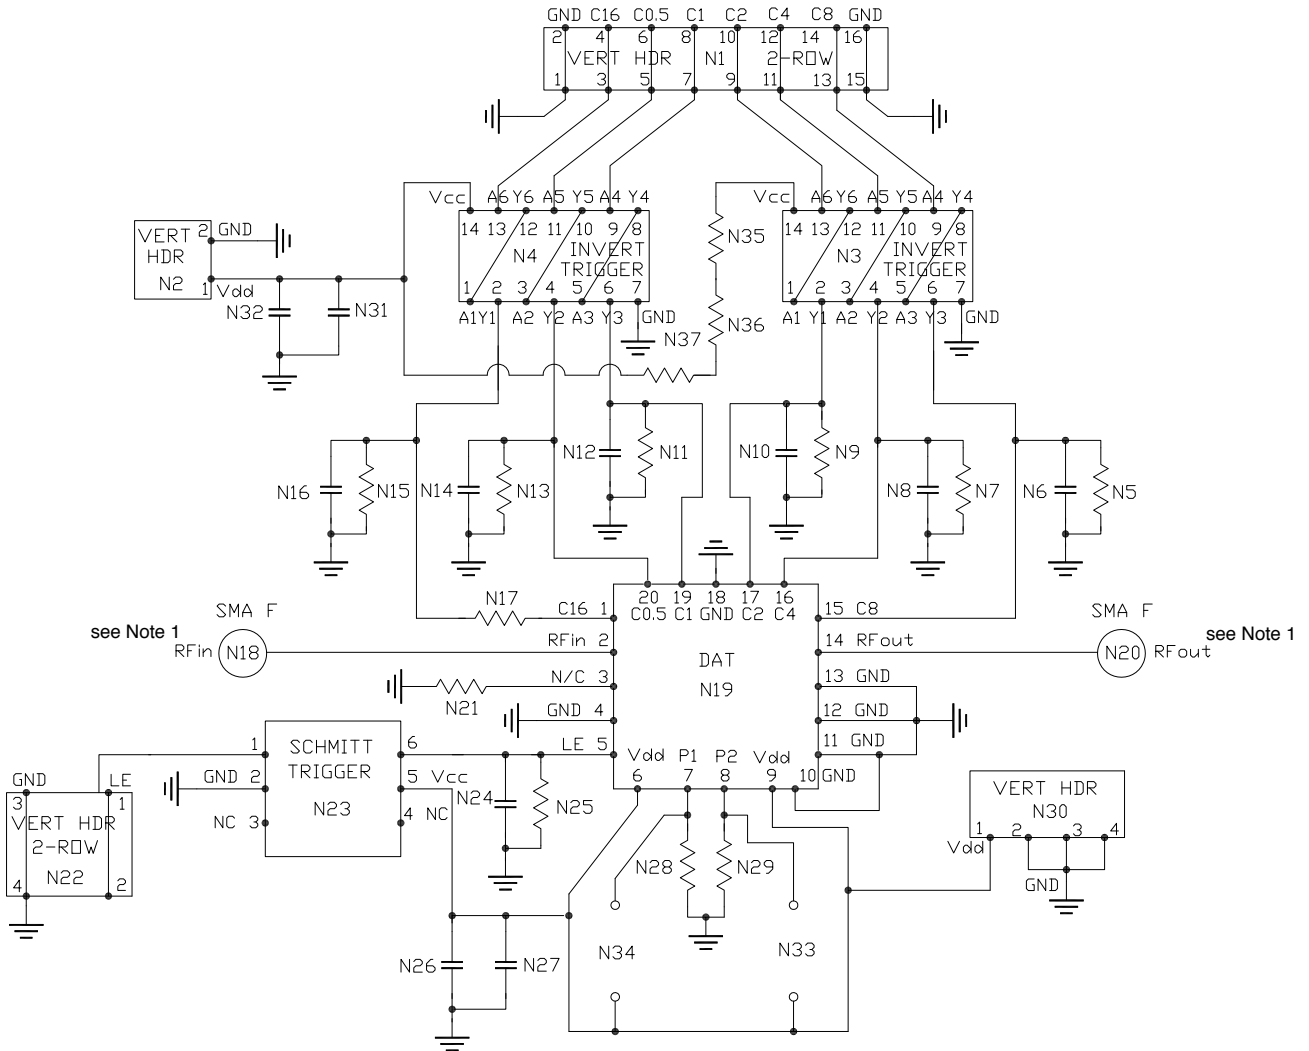 GND C16 C0.5 C1 C2 C4 C8 GND
2 4 6 8 10 12 14 16
VERT HDR N1 2-ROW
1 3 5 7 9 11 13 15
Vcc A6 Y6 A5 Y5 A4 Y4
14 13 12 11 10 9 8
N4 INVERT
TRIGGER
1 2 3 4 5 6 7
A1 Y1 A2 Y2 A3 Y3 GND
Vcc A6 Y6 A5 Y5 A4 Y4
14 13 12 11 10 9 8
N3 INVERT
TRIGGER
1 2 3 4 5 6 7
A1 Y1 A2 Y2 A3 Y3 GND
N35
N36
N37
VERT 2 GND
HDR
N2 1 Vdd
N32 N31
N16 N15 N14 N13 N12 N11 N10 N9 N8 N7 N6 N5
20 19 18 17 16
C0.5 C1 GND C2 C4
N17 C16 1
15 C8
SMA F
see Note 1
RFin N18 RFin 2
14 RFout
SMA F
see Note 1
N20 RFout
DAT
N19
N21 N/C 3
13 GND
GND 4
12 GND
LE 5
11 GND
Vdd P1 P2 Vdd
6 7 8 9 10 GND
1 SCHMITT 6
TRIGGER
GND 2 5 Vcc
N23
NC 3 4 NC
N24 N25
GND LE
3 1
VERT HDR
2-ROW
N22
4 2
N28 N29
VERT HDR
N30
1 2 3 4
Vdd
GND
N26 N27
N34 N33